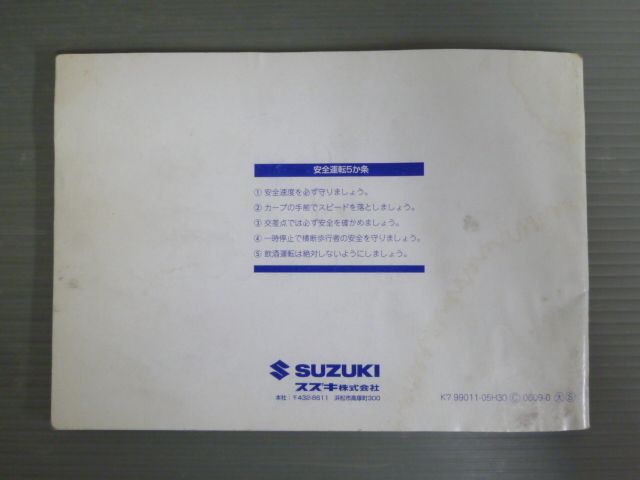 安全運転5か条
① 安全速度を必ず守りましょう。
② カーブの手前でスピードを落としましょう。
③ 交差点では必ず安全を確かめましょう。
④ 一時停止で横断歩行者の安全を守りましょう。
⑤ 飲酒運転は絶対しないようにしましょう。
SUZUKI
スズキ株式会社
本社:〒432-8611 浜松市高塚町300
K7 99011-05H30 Ⓒ 0609-0 ㊅ Ⓢ